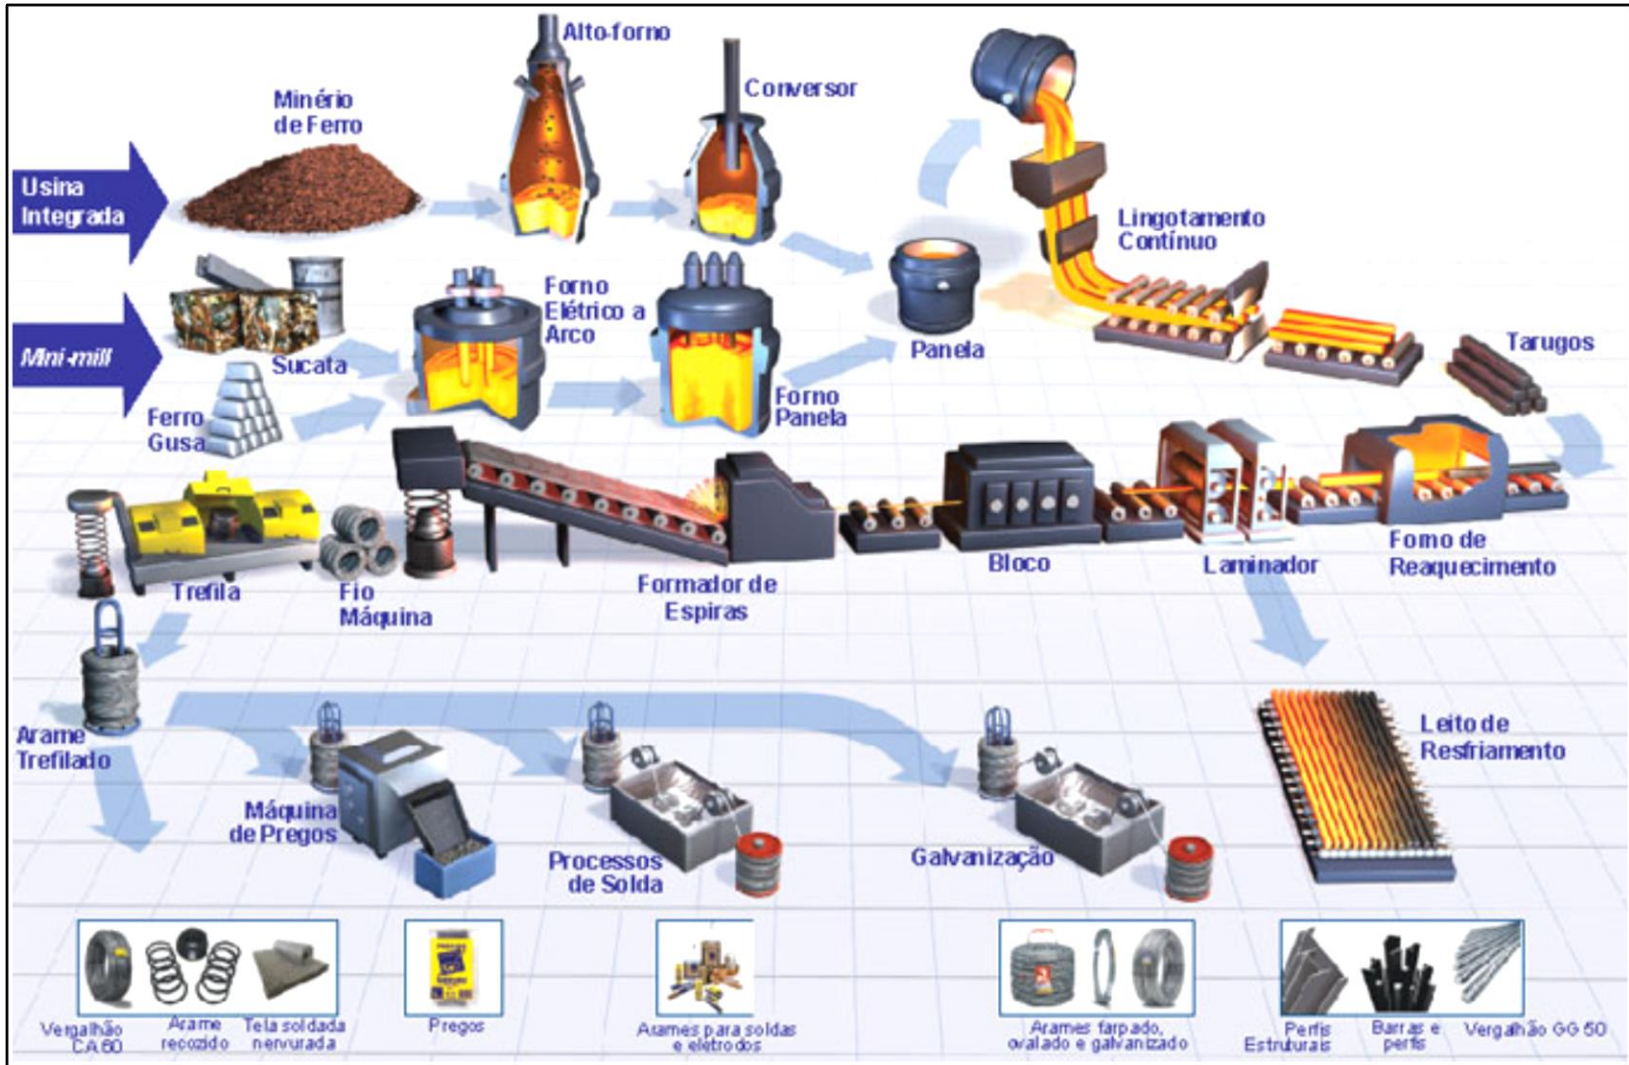 Alto-forno
Conversor
Minério
de Ferro
Usina
Integrada
Lingotamento
Contínuo
Forno
Elétrico a
Arco
Mini-mill
Sucata
Panela
Tarugos
Ferro
Gusa
Forno
Panela
Trefila
Fio
Máquina
Formador de
Espiras
Bloco
Laminador
Forno de
Reaquecimento
Arame
Trefilado
Leito de
Resfriamento
Máquina
de Pregos
Processos
de Solda
Galvanização
Vergalhão
CA 60
Arame
recozido
Tela soldada
nervurada
Pregos
Arames para soldas
e eletrodos
Arames farpado,
ovalado e galvanizado
Perfis
Estruturais
Barras e
perfis
Vergalhão GG 50